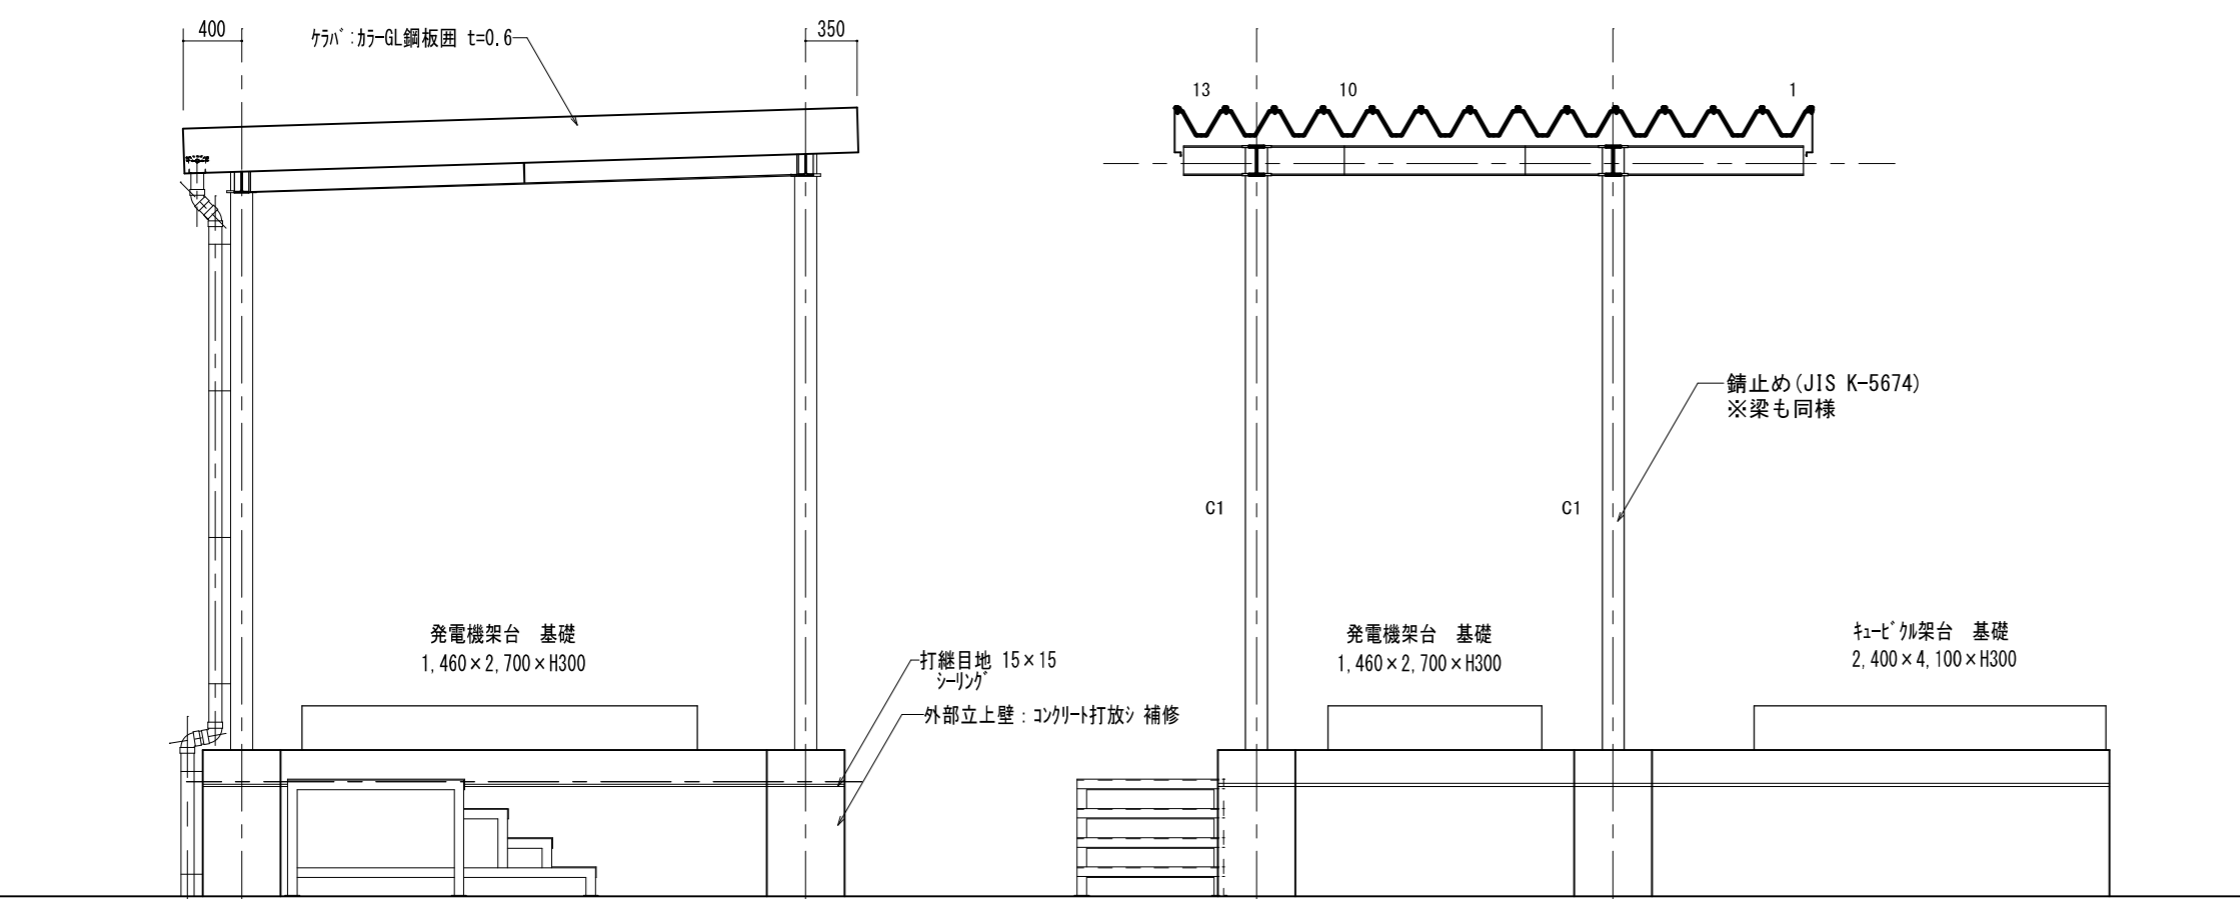 400
ｹﾗﾊﾞ:ｶﾗｰGL鋼板囲 t=0.6
350
13
10
1
錆止め(JIS K-5674)
※梁も同様
C1
C1
発電機架台　基礎
1,460×2,700×H300
打継目地 15×15
ｼｰﾘﾝｸﾞ
外部立上壁：ｺﾝｸﾘｰﾄ打放ｼ 補修
発電機架台　基礎
1,460×2,700×H300
ｷｭｰﾋﾞｸﾙ架台　基礎
2,400×4,100×H300